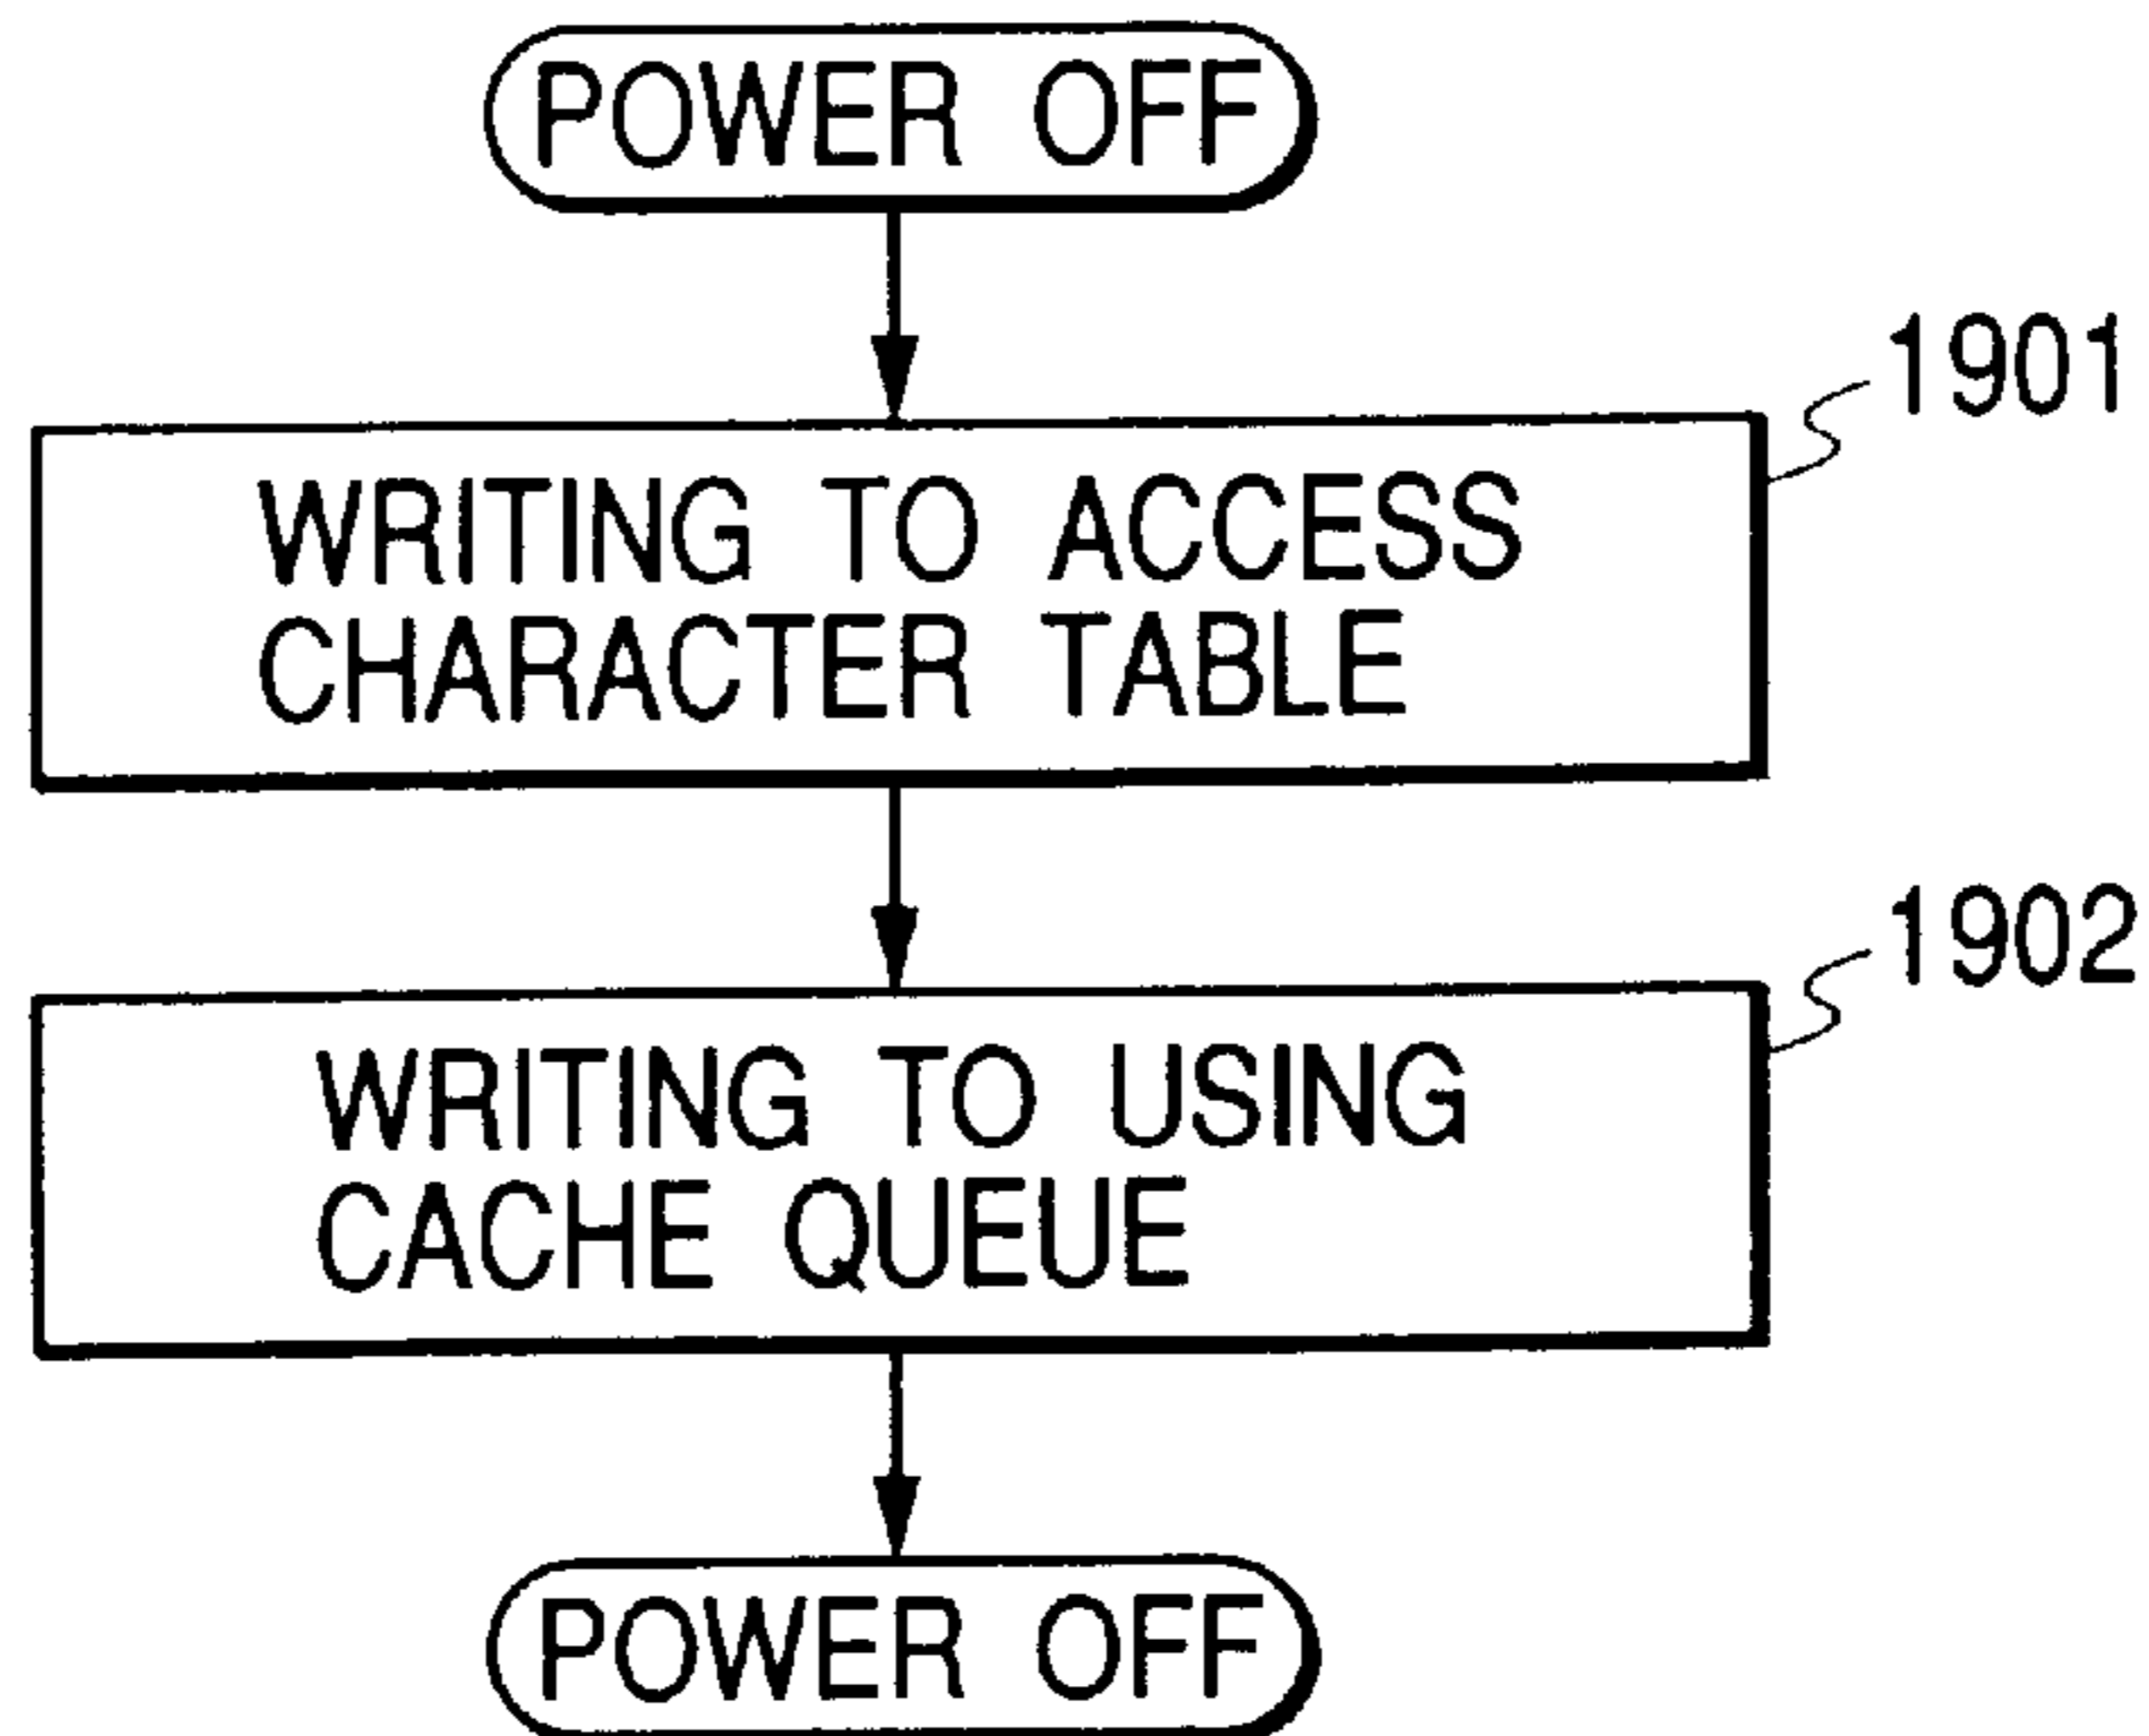 POWER OFF
1901
WRITING TO ACCESS
CHARACTER TABLE
1902
WRITING TO USING
CACHE QUEUE
POWER OFF